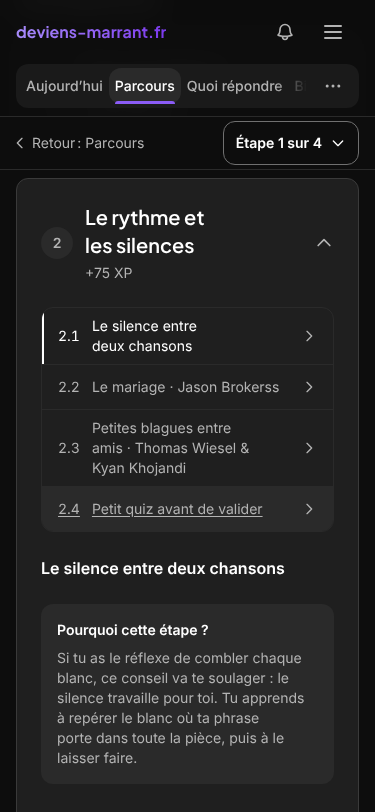 deviens-marrant.fr
Aujourd’hui Parcours Quoi répondre
Retour : Parcours
Étape 1 sur 4
2
Le rythme et
les silences
+75 XP
2.1 Le silence entre
deux chansons
2.2 Le mariage · Jason Brokerss
2.3 Petites blagues entre
amis · Thomas Wiesel &
Kyan Khojandi
2.4 Petit quiz avant de valider
Le silence entre deux chansons
Pourquoi cette étape ?
Si tu as le réflexe de combler chaque
blanc, ce conseil va te soulager : le
silence travaille pour toi. Tu apprends
à repérer le blanc où ta phrase
porte dans toute la pièce, puis à le
laisser faire.